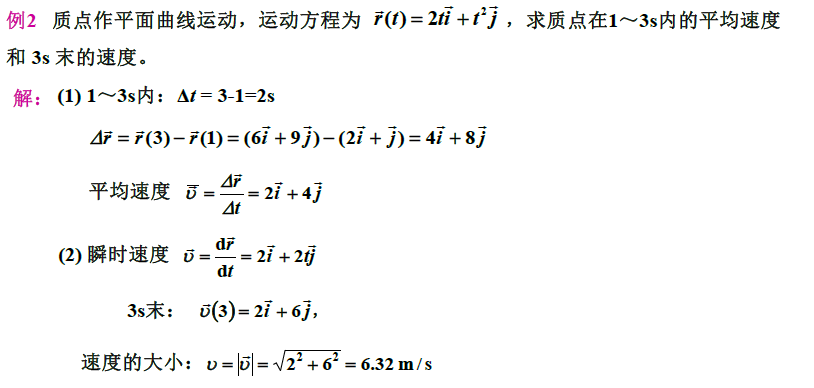 例2 质点作平面曲线运动，运动方程为 $\vec{r}(t)=2t\vec{i}+t^2\vec{j}$ ，求质点在1～3s内的平均速度
和 3s 末的速度。
解：(1) 1～3s内：Δt = 3-1=2s
$\Delta\vec{r}=\vec{r}(3)-\vec{r}(1)=(6\vec{i}+9\vec{j})-(2\vec{i}+\vec{j})=4\vec{i}+8\vec{j}$
平均速度 $\vec{\upsilon}=\frac{\Delta\vec{r}}{\Delta t}=2\vec{i}+4\vec{j}$
(2) 瞬时速度 $\vec{\upsilon}=\frac{d\vec{r}}{dt}=2\vec{i}+2t\vec{j}$
3s末： $\vec{\upsilon}(3)=2\vec{i}+6\vec{j}$，
速度的大小：$\upsilon=|\vec{\upsilon}|=\sqrt{2^2+6^2}=6.32$ m/s